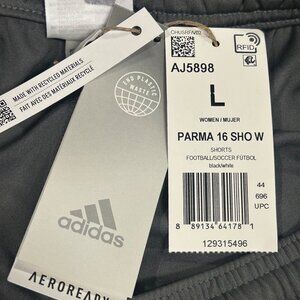 MADE WITH RECYCLED MATERIALS
FAIT AVEC DES MATÉRIAUX RECYCLÉ
END PLASTIC WASTE
adidas
AEROREADY
RFID
AJ5898
L
WOMEN / MUJER
PARMA 16 SHO W
SHORTS
FOOTBALL/SOCCER FÚTBOL
black/white
44
696
UPC
8 89134 64178 1
129315496